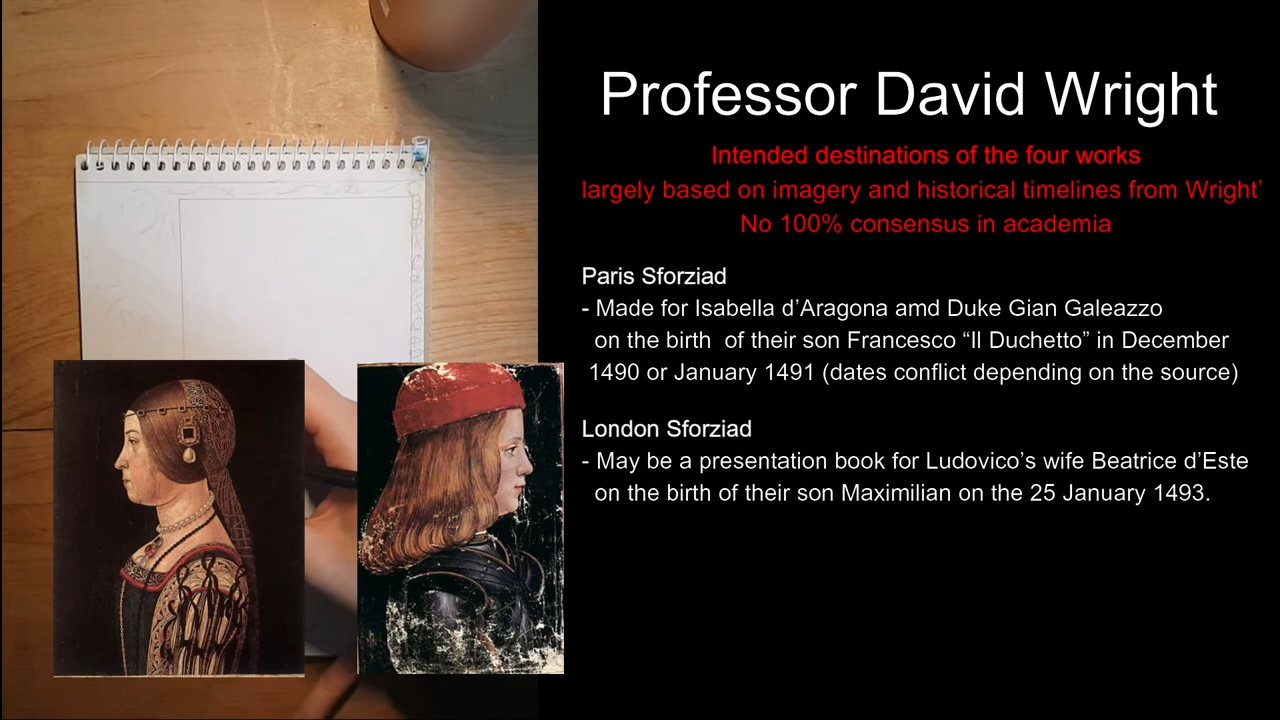 Professor David Wright
Intended destinations of the four works
largely based on imagery and historical timelines from Wright'
No 100% consensus in academia
Paris Sforziad
- Made for Isabella d’Aragona amd Duke Gian Galeazzo
on the birth of their son Francesco “Il Duchetto” in December
1490 or January 1491 (dates conflict depending on the source)
London Sforziad
- May be a presentation book for Ludovico’s wife Beatrice d’Este
on the birth of their son Maximilian on the 25 January 1493.